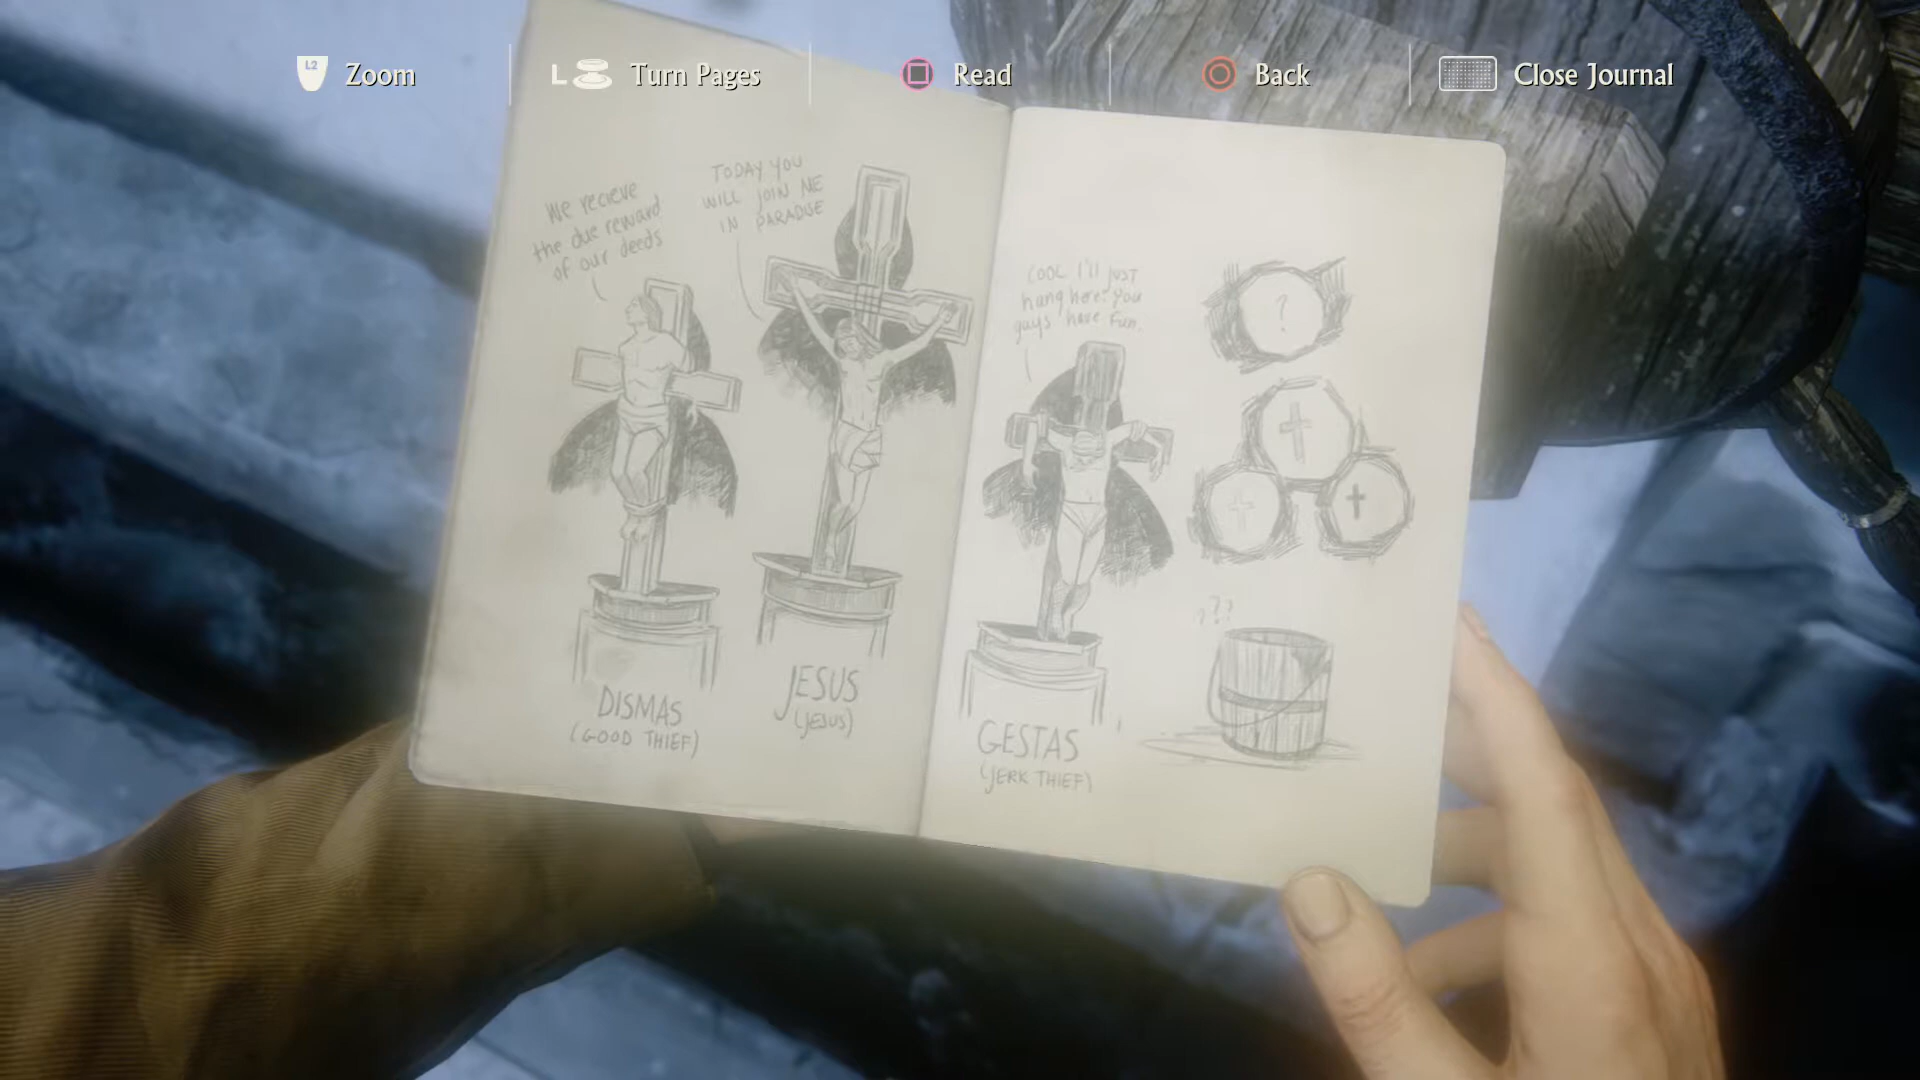 L2 Zoom
L Turn Pages
Read
Back
Close Journal
We recieve
the due reward
of our deeds
TODAY YOU
WILL JOIN ME
IN PARADISE
COOL I'll JUST
hang here. You
guys have Fun.
?
DISMAS
(GOOD THIEF)
JESUS
(JESUS)
GESTAS
(JERK THIEF)
???